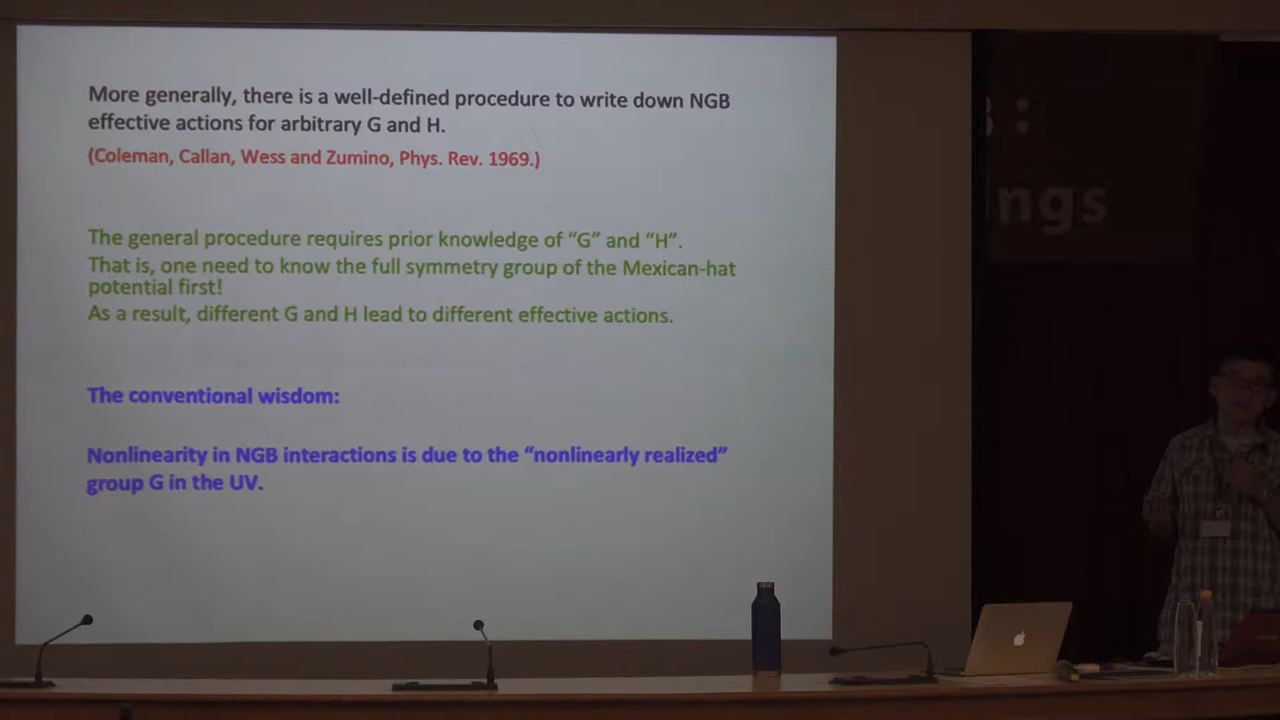 More generally, there is a well-defined procedure to write down NGB
effective actions for arbitrary G and H.
(Coleman, Callan, Wess and Zumino, Phys. Rev. 1969.)
The general procedure requires prior knowledge of “G” and “H”.
That is, one need to know the full symmetry group of the Mexican-hat
potential first!
As a result, different G and H lead to different effective actions.
The conventional wisdom:
Nonlinearity in NGB interactions is due to the “nonlinearly realized”
group G in the UV.
ngs